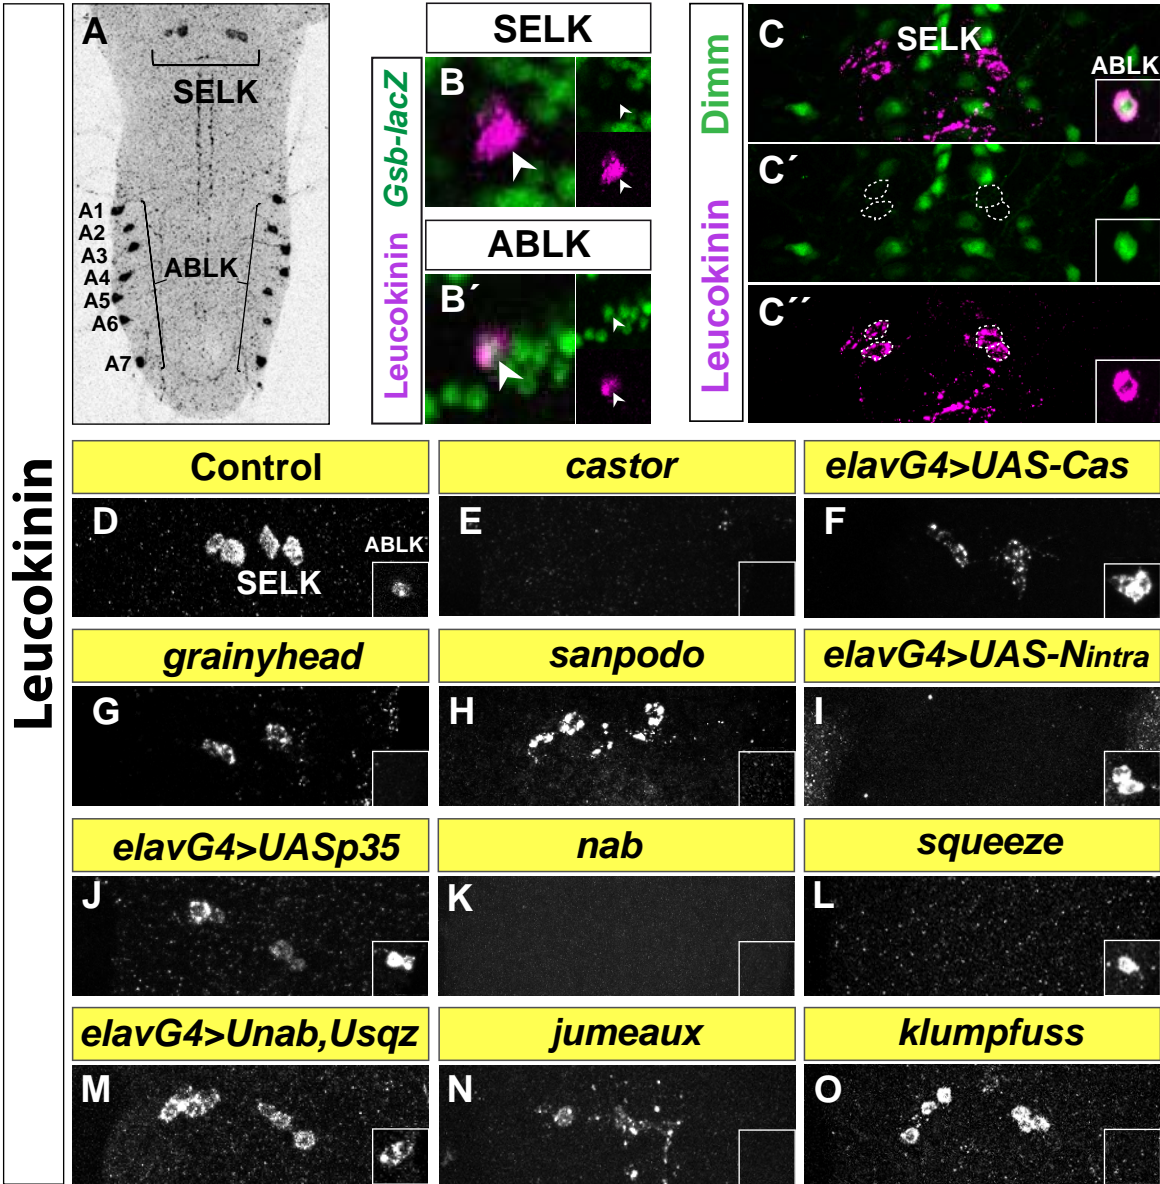 Leucokinin
A
SELK
A1
A2
A3
A4
A5
A6
A7
ABLK
SELK
Leucokinin Gsb-lacZ
B
ABLK
B´
Leucokinin Dimm
C
SELK
ABLK
C´
C´´
Control
castor
elavG4>UAS-Cas
D
SELK
ABLK
E
F
grainyhead
sanpodo
elavG4>UAS-Nintra
G
H
I
elavG4>UASp35
nab
squeeze
J
K
L
elavG4>Unab,Usqz
jumeaux
klumpfuss
M
N
O